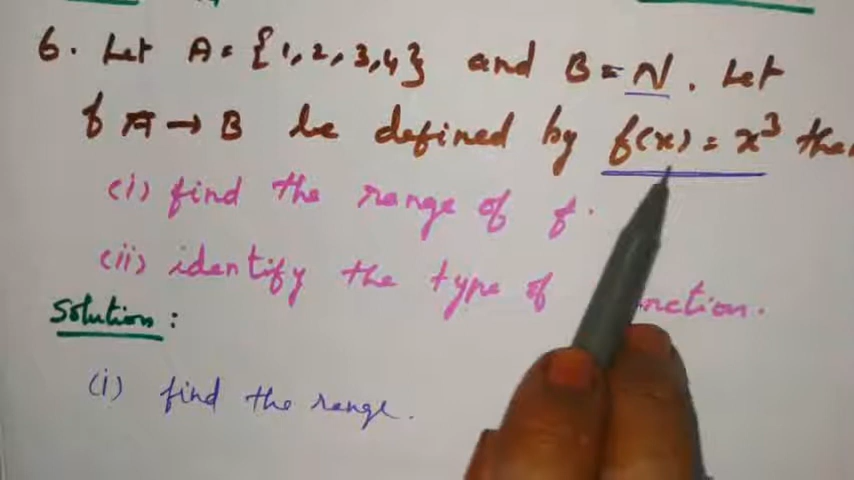 6. Let A = {1, 2, 3, 4} and B = N. Let
f A → B be defined by f(x) = x³ the
(i) find the range of f.
(ii) identify the type of nction.
Solution :
(i) find the range.